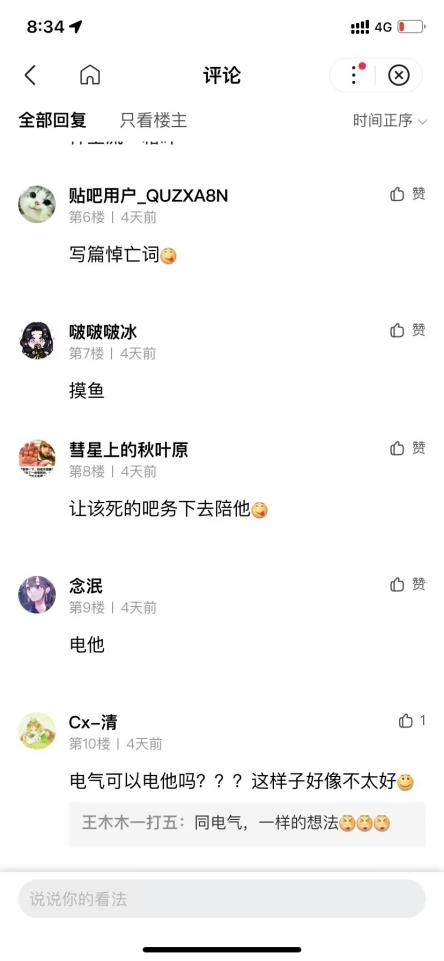 8:34
4G
评论
全部回复
只看楼主
时间正序
贴吧用户_QUZXA8N
赞
第6楼 | 4天前
写篇悼亡词
啵啵啵冰
赞
第7楼 | 4天前
摸鱼
彗星上的秋叶原
赞
第8楼 | 4天前
让该死的吧务下去陪他
念泯
赞
第9楼 | 4天前
电他
Cx-清
1
第10楼 | 4天前
电气可以电他吗？？？这样子好像不太好
王木木一打五：同电气，一样的想法
说说你的看法